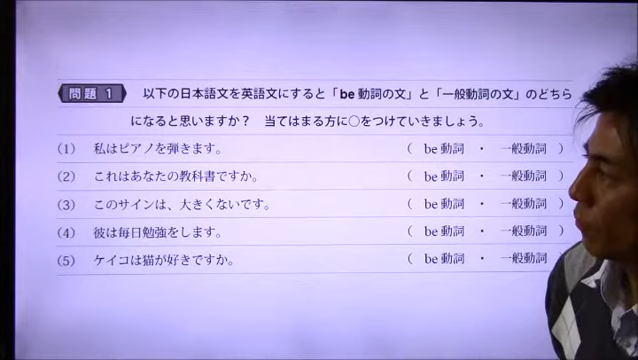 問題 1 以下の日本語文を英語文にすると「be 動詞の文」と「一般動詞の文」のどちら
になると思いますか？ 当てはまる方に○をつけていきましょう。
(1) 私はピアノを弾きます。 ( be 動詞 ・ 一般動詞 )
(2) これはあなたの教科書ですか。 ( be 動詞 ・ 一般動詞 )
(3) このサインは、大きくないです。 ( be 動詞 ・ 一般動詞 )
(4) 彼は毎日勉強をします。 ( be 動詞 ・ 一般動詞 )
(5) ケイコは猫が好きですか。 ( be 動詞 ・ 一般動詞 )